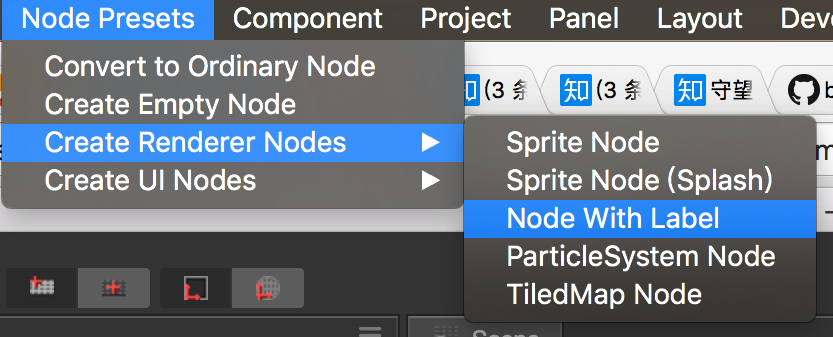 Node Presets Component Project Panel Layout
Convert to Ordinary Node
Create Empty Node
知 (3 条 知 (3 条 知 守望
Create Renderer Nodes
Create UI Nodes
Sprite Node
Sprite Node (Splash)
Node With Label
ParticleSystem Node
TiledMap Node